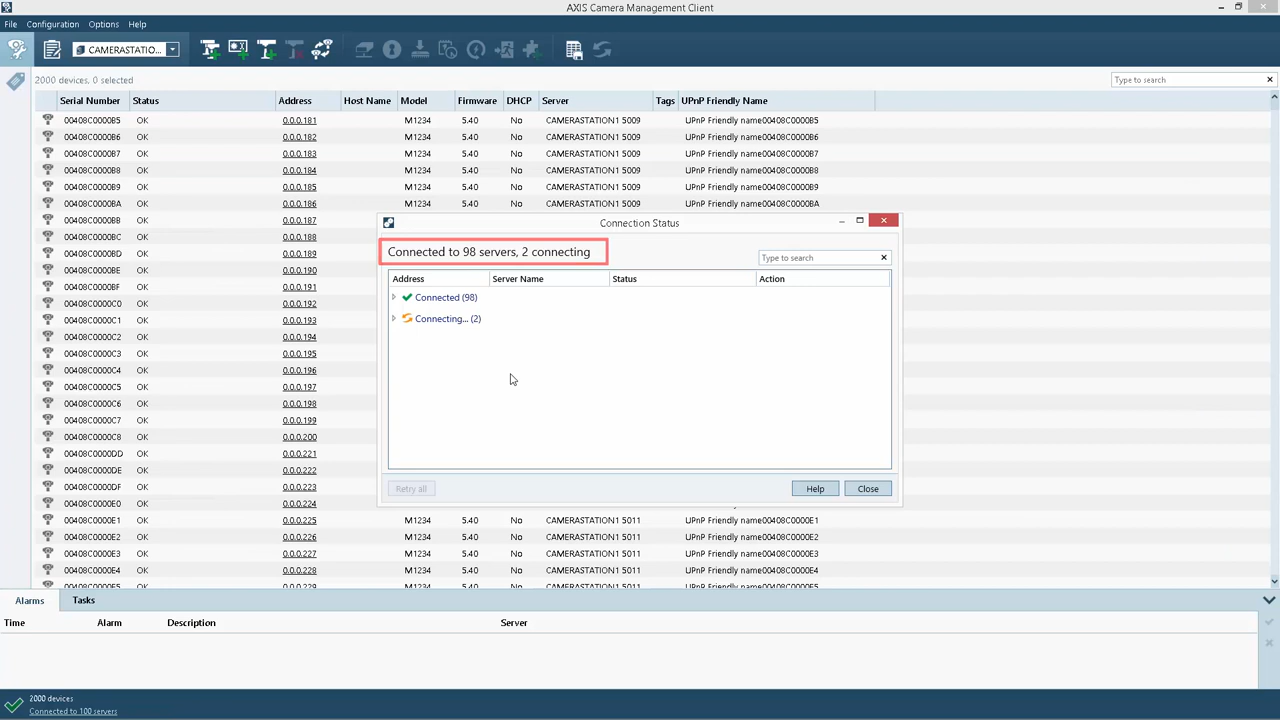 AXIS Camera Management Client
File Configuration Options Help
CAMERASTATIO...
2000 devices, 0 selected
Type to search
Serial Number Status Address Host Name Model Firmware DHCP Server Tags UPnP Friendly Name
00408C0000B5 OK 0.0.0.181 M1234 5.40 No CAMERASTATION1 5009 UPnP Friendly name00408C0000B5
00408C0000B6 OK 0.0.0.182 M1234 5.40 No CAMERASTATION1 5009 UPnP Friendly name00408C0000B6
00408C0000B7 OK 0.0.0.183 M1234 5.40 No CAMERASTATION1 5009 UPnP Friendly name00408C0000B7
00408C0000B8 OK 0.0.0.184 M1234 5.40 No CAMERASTATION1 5009 UPnP Friendly name00408C0000B8
00408C0000B9 OK 0.0.0.185 M1234 5.40 No CAMERASTATION1 5009 UPnP Friendly name00408C0000B9
00408C0000BA OK 0.0.0.186 M1234 5.40 No CAMERASTATION1 5009 UPnP Friendly name00408C0000BA
00408C0000BB OK 0.0.0.187
00408C0000BC OK 0.0.0.188
00408C0000BD OK 0.0.0.189
00408C0000BE OK 0.0.0.190
00408C0000BF OK 0.0.0.191
00408C0000C0 OK 0.0.0.192
00408C0000C1 OK 0.0.0.193
00408C0000C2 OK 0.0.0.194
00408C0000C3 OK 0.0.0.195
00408C0000C4 OK 0.0.0.196
00408C0000C5 OK 0.0.0.197
00408C0000C6 OK 0.0.0.198
00408C0000C7 OK 0.0.0.199
00408C0000C8 OK 0.0.0.200
00408C0000DD OK 0.0.0.221
00408C0000DE OK 0.0.0.222
00408C0000DF OK 0.0.0.223
00408C0000E0 OK 0.0.0.224
00408C0000E1 OK 0.0.0.225 M1234 5.40 No CAMERASTATION1 5011 UPnP Friendly name00408C0000E1
00408C0000E2 OK 0.0.0.226 M1234 5.40 No CAMERASTATION1 5011 UPnP Friendly name00408C0000E2
00408C0000E3 OK 0.0.0.227 M1234 5.40 No CAMERASTATION1 5011 UPnP Friendly name00408C0000E3
00408C0000E4 OK 0.0.0.228 M1234 5.40 No CAMERASTATION1 5011 UPnP Friendly name00408C0000E4
00408C0000E5 OK 0.0.0.229 M1234 5.40 No CAMERASTATION1 5011 UPnP Friendly name00408C0000E5
Connection Status
Connected to 98 servers, 2 connecting
Type to search
Address Server Name Status Action
Connected (98)
Connecting... (2)
Retry all Help Close
Alarms Tasks
Time Alarm Description Server
2000 devices
Connected to 100 servers